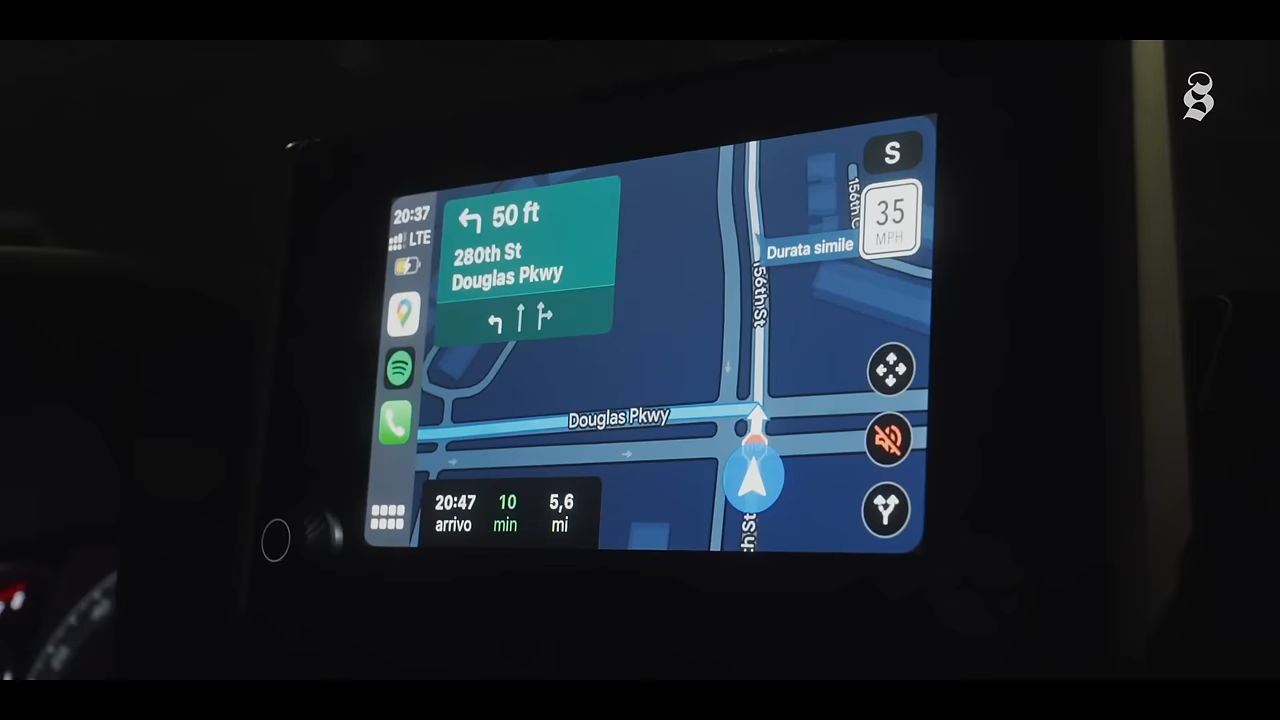 20:37
LTE
50 ft
280th St
Douglas Pkwy
S
35
MPH
156th
Durata simile
156th St
Douglas Pkwy
20:47 10 5,6
arrivo min mi